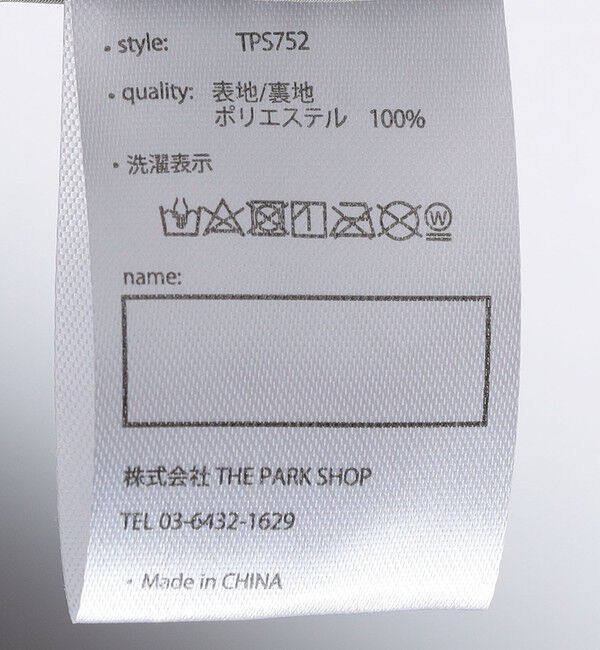 ・style: TPS752
・quality: 表地/裏地
ポリエステル 100%
・洗濯表示
W
name:
株式会社 THE PARK SHOP
TEL 03-6432-1629
・Made in CHINA